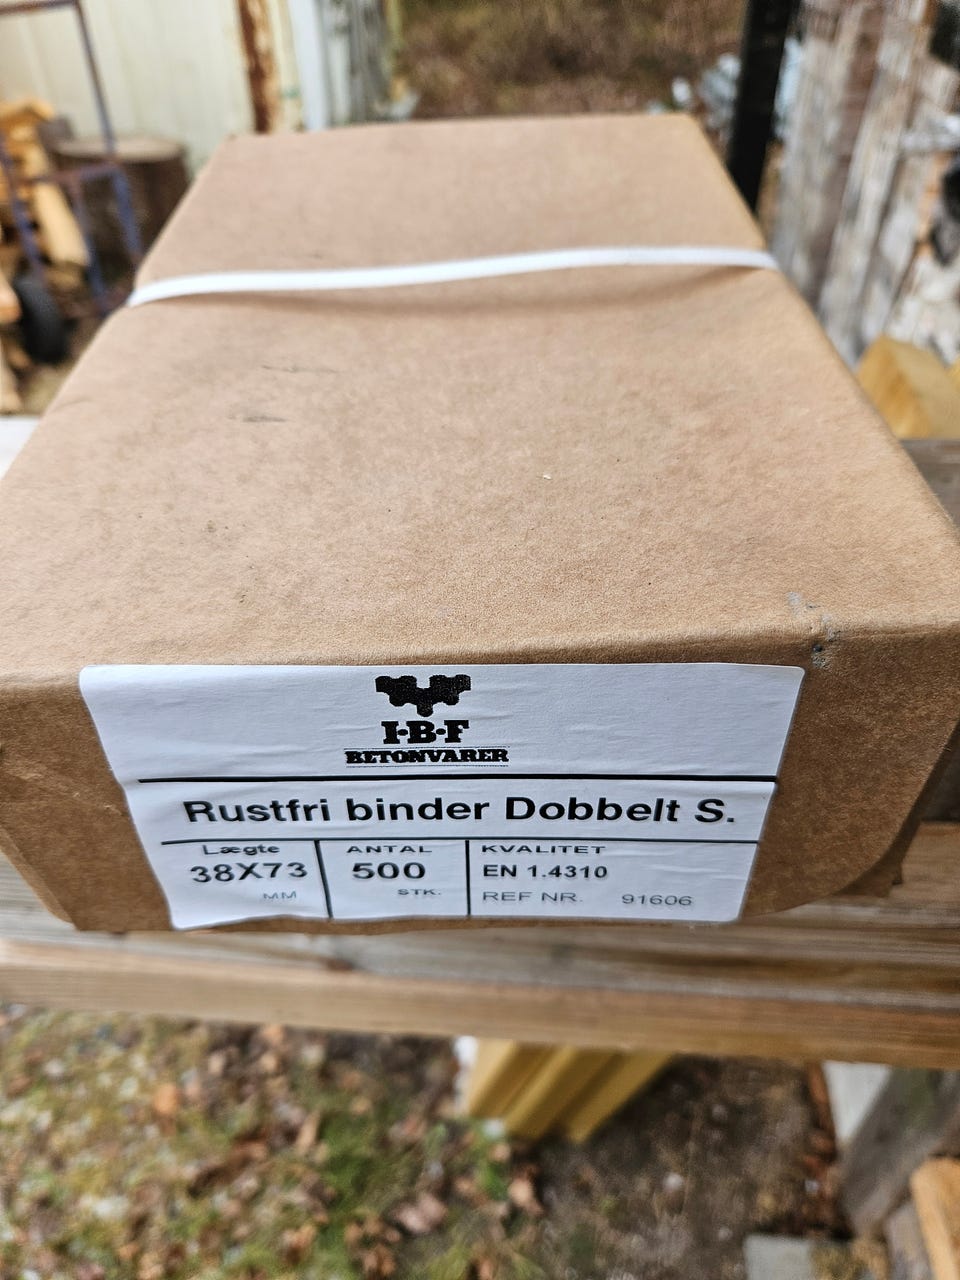 I·B·F
BETONVARER
Rustfri binder Dobbelt S.
Lægte ANTAL KVALITET
38X73 500 EN 1.4310
MM STK. REF NR. 91606